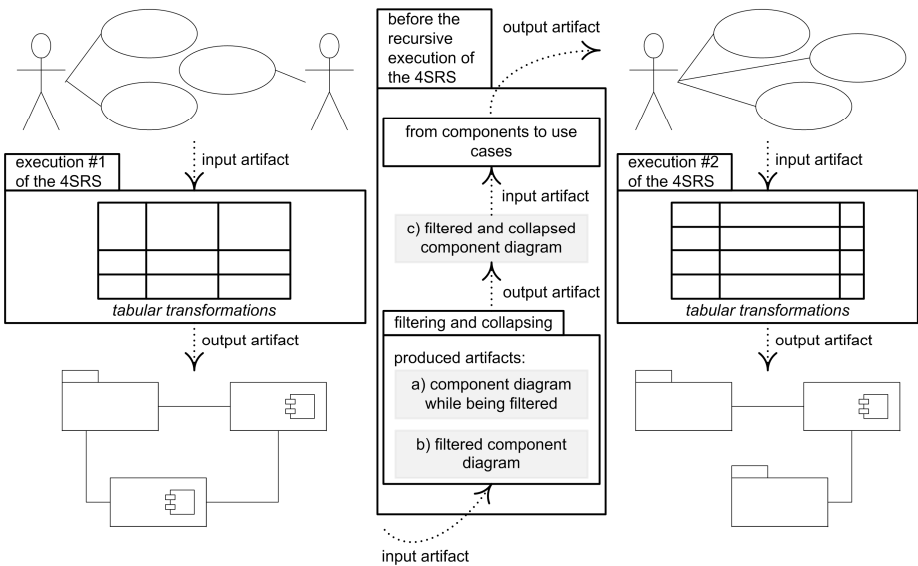 input artifact
execution #1
of the 4SRS
tabular transformations
output artifact
before the
recursive
execution of
the 4SRS
output artifact
from components to use
cases
input artifact
c) filtered and collapsed
component diagram
output artifact
filtering and collapsing
produced artifacts:
a) component diagram
while being filtered
b) filtered component
diagram
input artifact
input artifact
execution #2
of the 4SRS
tabular transformations
output artifact